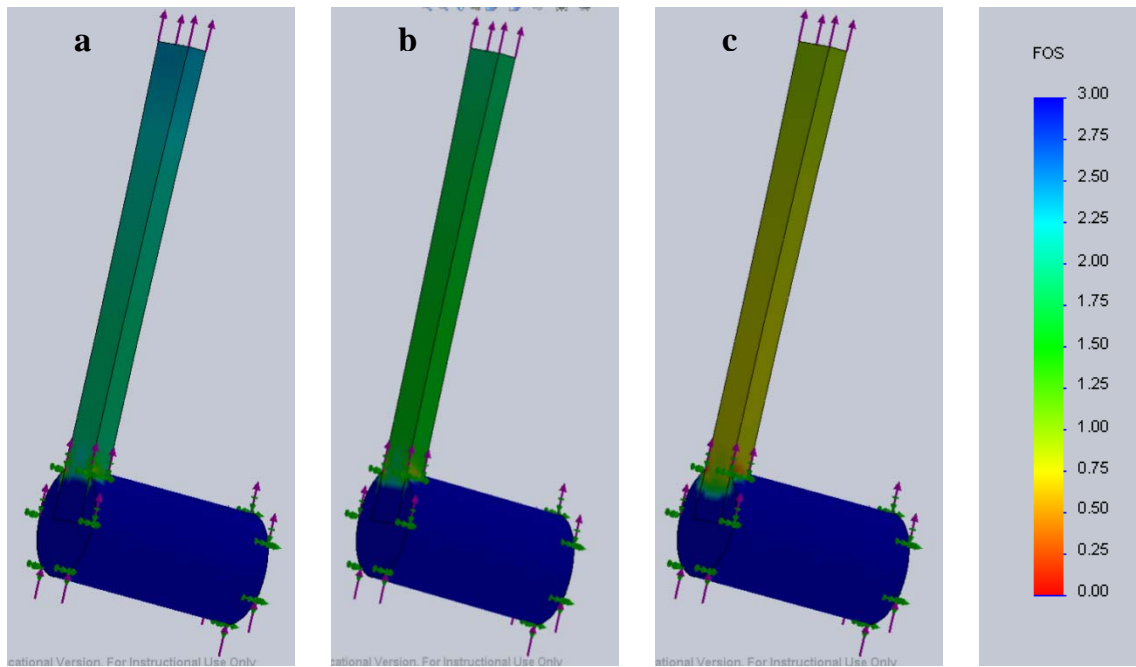 a
b
c
FOS
3.00
2.75
2.50
2.25
2.00
1.75
1.50
1.25
1.00
0.75
0.50
0.25
0.00
cational Version. For Instructional Use Only
cational Version. For Instructional Use Only
cational Version. For Instructional Use Only